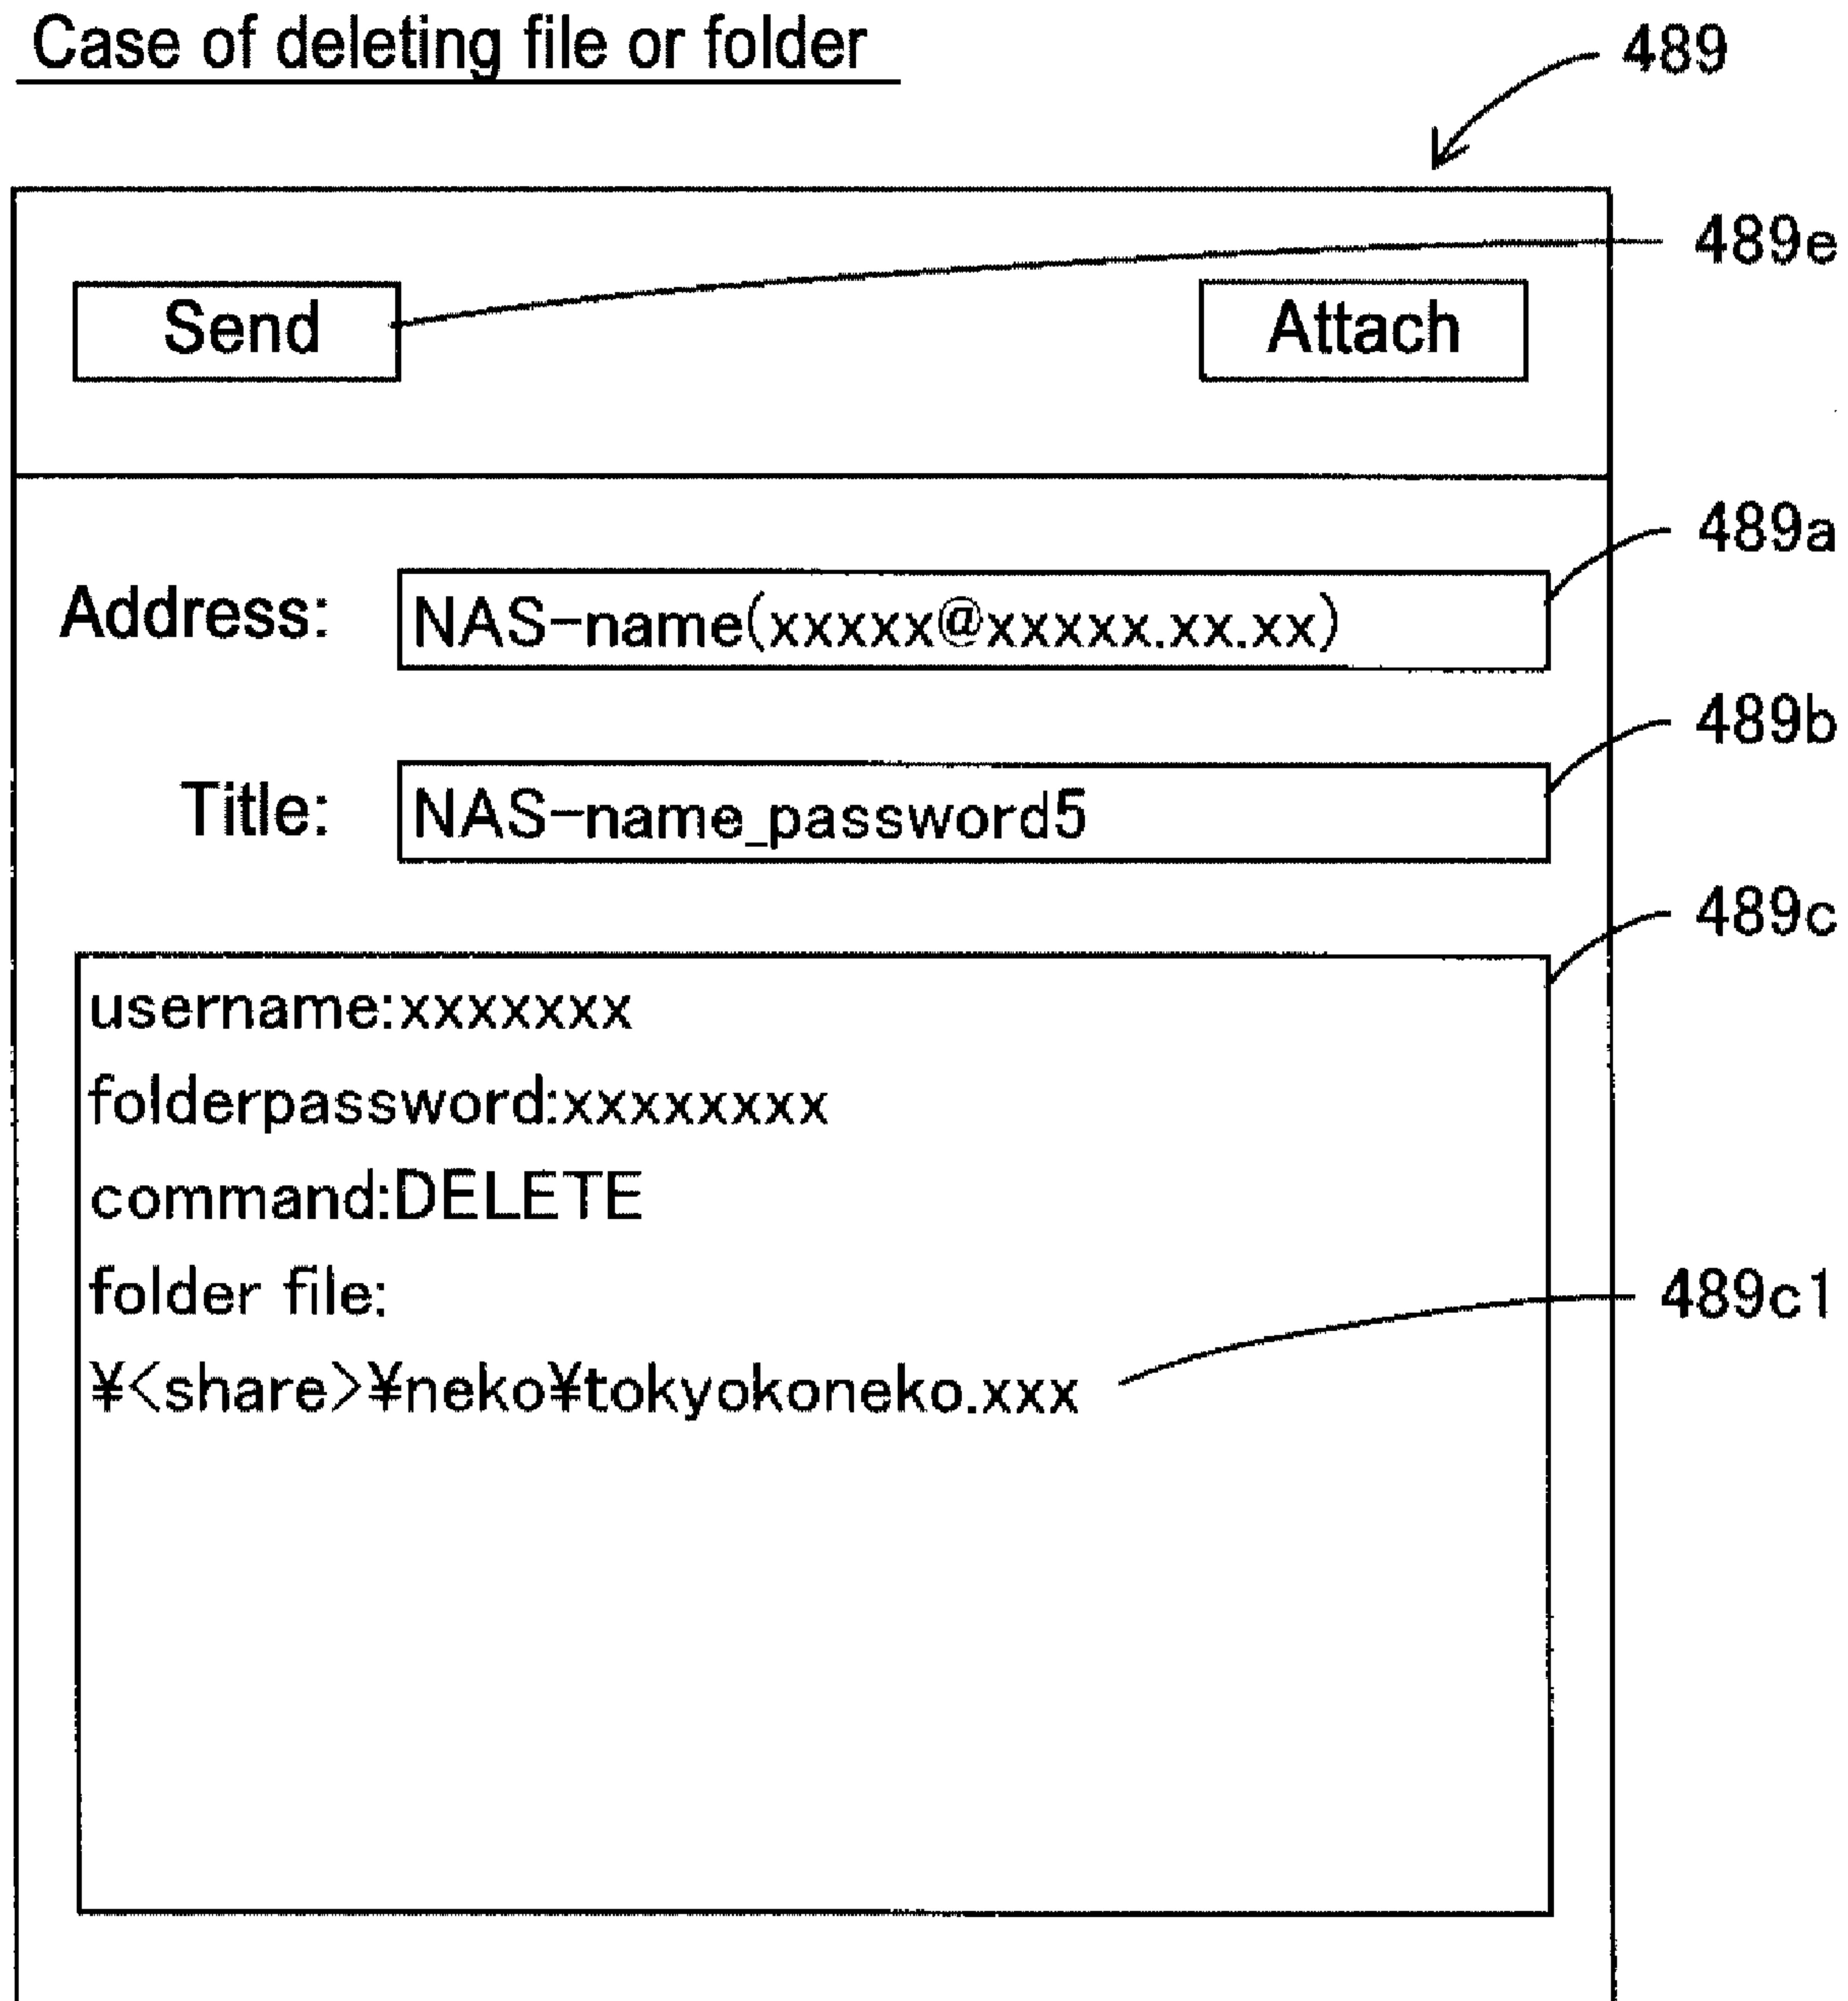 Case of deleting file or folder
489
489e
Send
Attach
489a
Address: NAS-name(xxxxx@xxxxx.xx.xx)
489b
Title: NAS-name_password5
489c
username:xxxxxxx
folderpassword:xxxxxxxx
command:DELETE
folder file:
489c1
¥<share>¥neko¥tokyokoneko.xxx